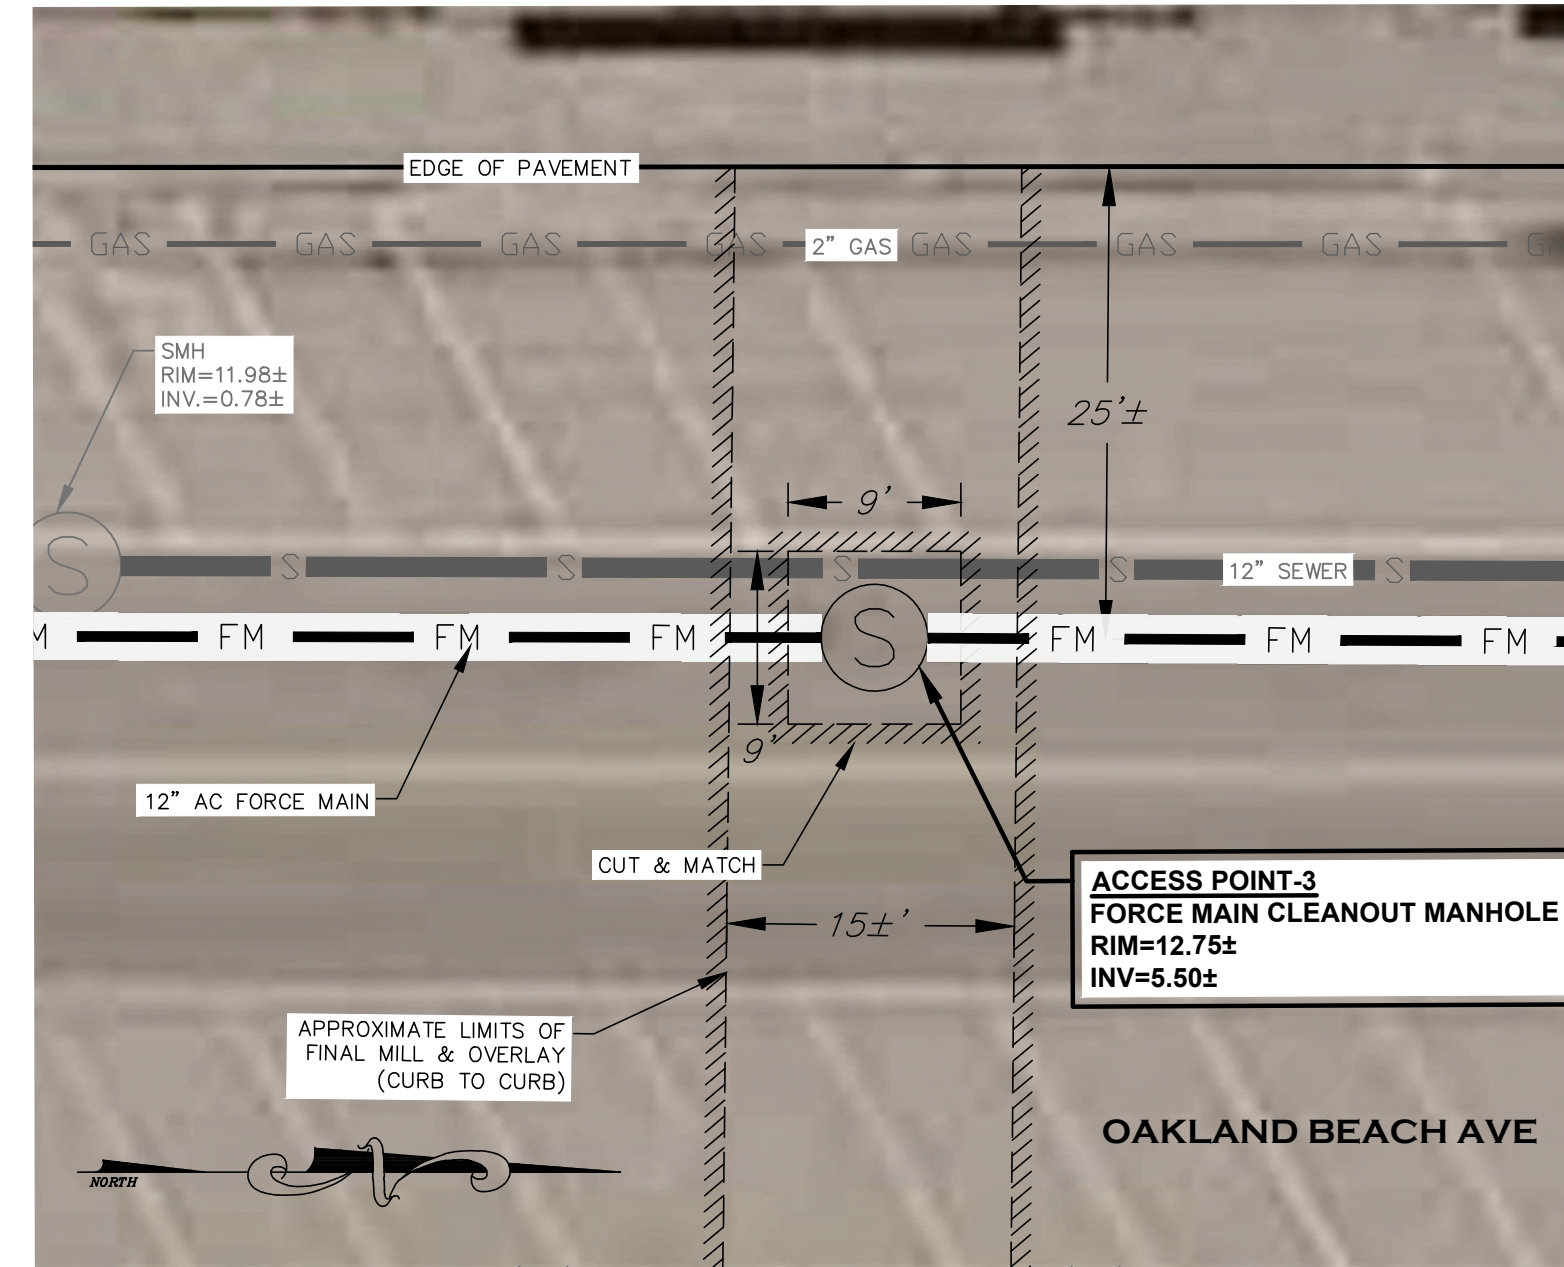 EDGE OF PAVEMENT
GAS GAS GAS GAS GAS 2” GAS GAS GAS GAS
SMH
RIM=11.98±
INV.=0.78±
25’±
9’
S S S S S 12” SEWER S
S
FM FM FM S FM FM FM
9’
12” AC FORCE MAIN
CUT & MATCH
ACCESS POINT-3
FORCE MAIN CLEANOUT MANHOLE
RIM=12.75±
INV=5.50±
15±’
APPROXIMATE LIMITS OF
FINAL MILL & OVERLAY
(CURB TO CURB)
OAKLAND BEACH AVE
N
NORTH